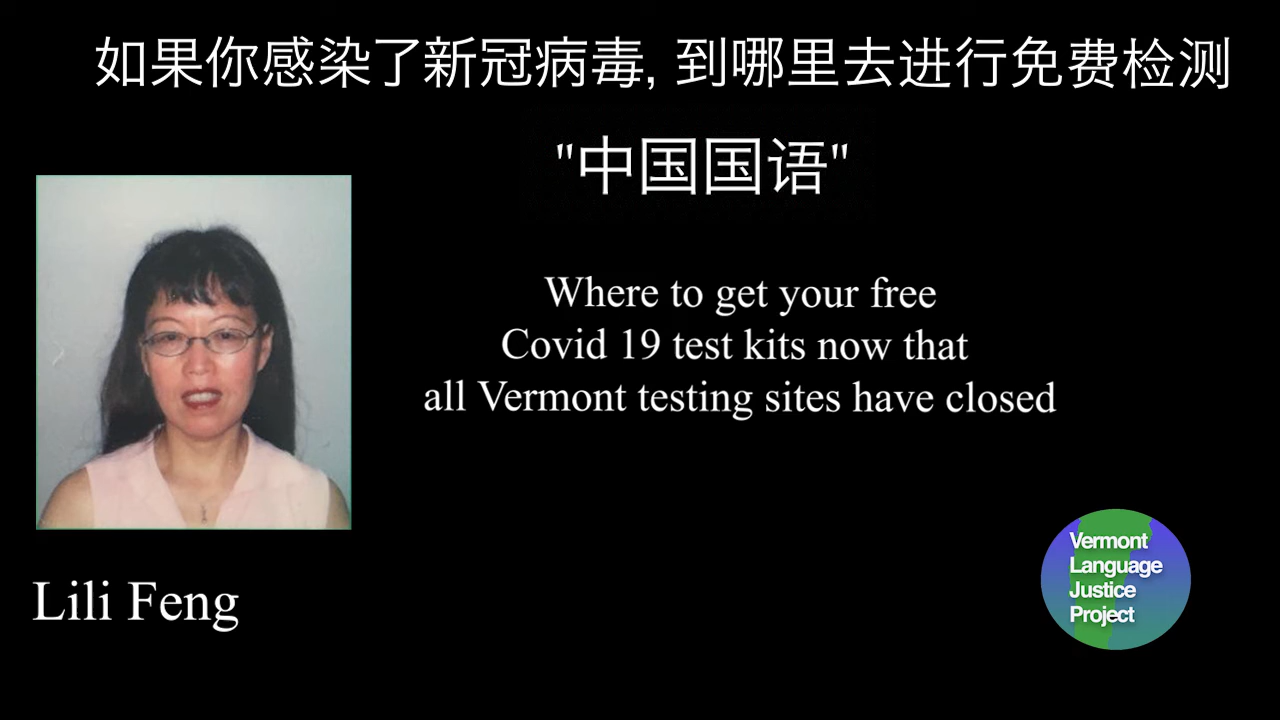 如果你感染了新冠病毒, 到哪里去进行免费检测
"中国国语"
Where to get your free
Covid 19 test kits now that
all Vermont testing sites have closed
Lili Feng
Vermont
Language
Justice
Project